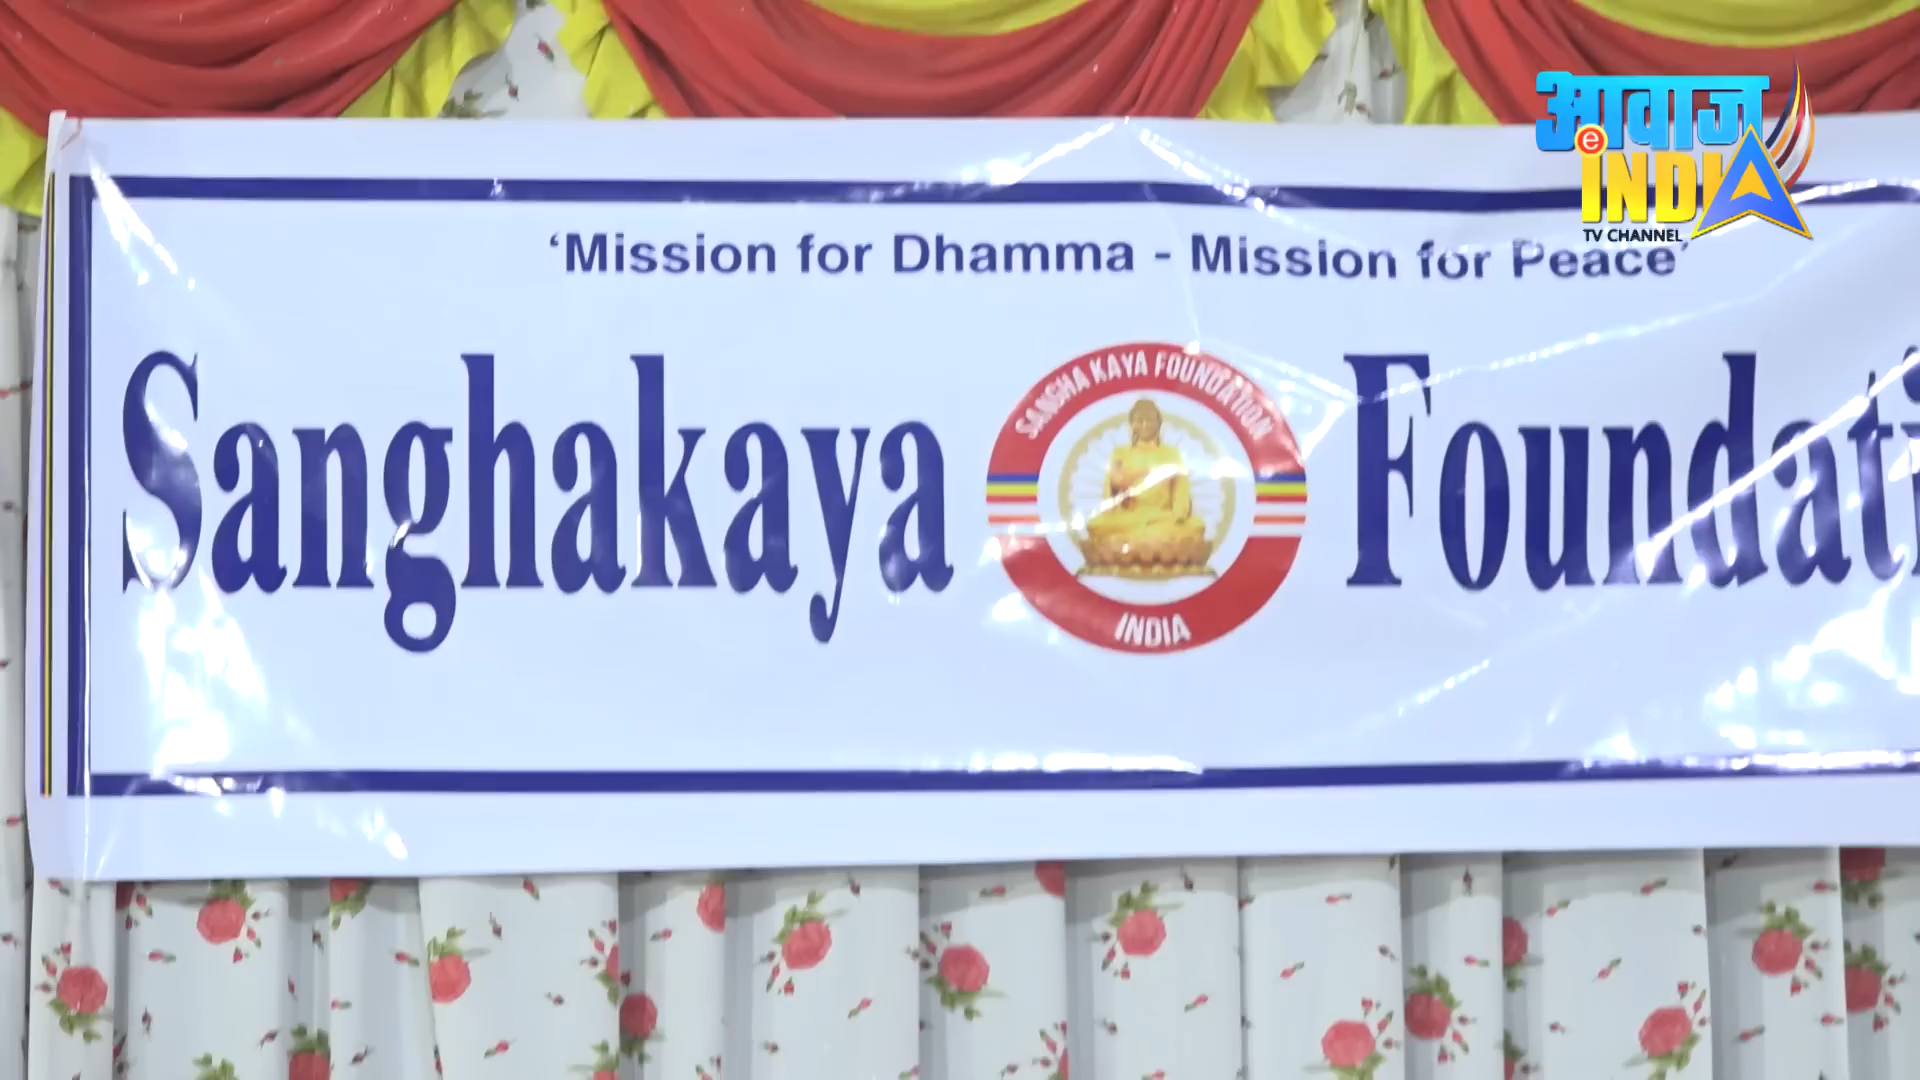 आवाज
e
INDIA
TV CHANNEL
‘Mission for Dhamma - Mission for Peace’
Sanghakaya Foundati
SANGHA KAYA FOUNDATION
INDIA